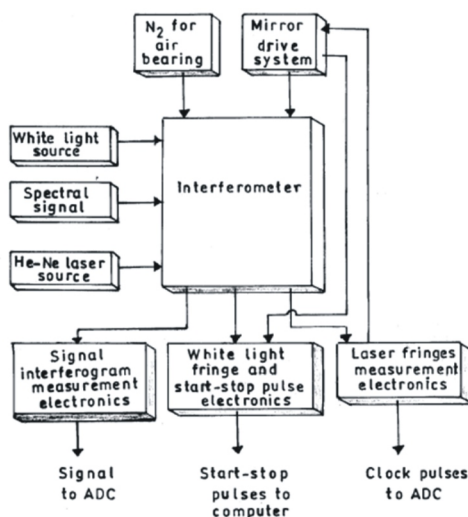 N2 for
air
bearing
Mirror
drive
system
White light
source
Spectral
signal
He-Ne laser
source
Interferometer
Signal
interferogram
measurement
electronics
White light
fringe and
start-stop pulse
electronics
Laser fringes
measurement
electronics
Signal
to ADC
Start-stop
pulses to
computer
Clock pulses
to ADC